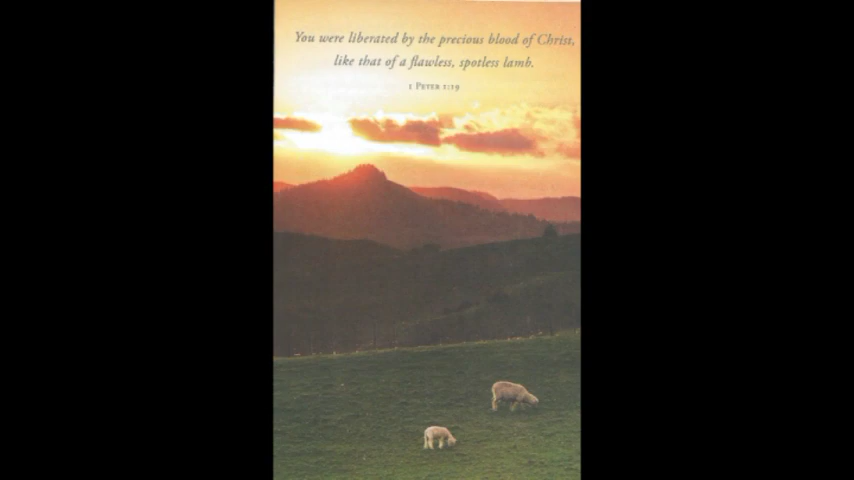 You were liberated by the precious blood of Christ,
like that of a flawless, spotless lamb.
1 Peter 1:19